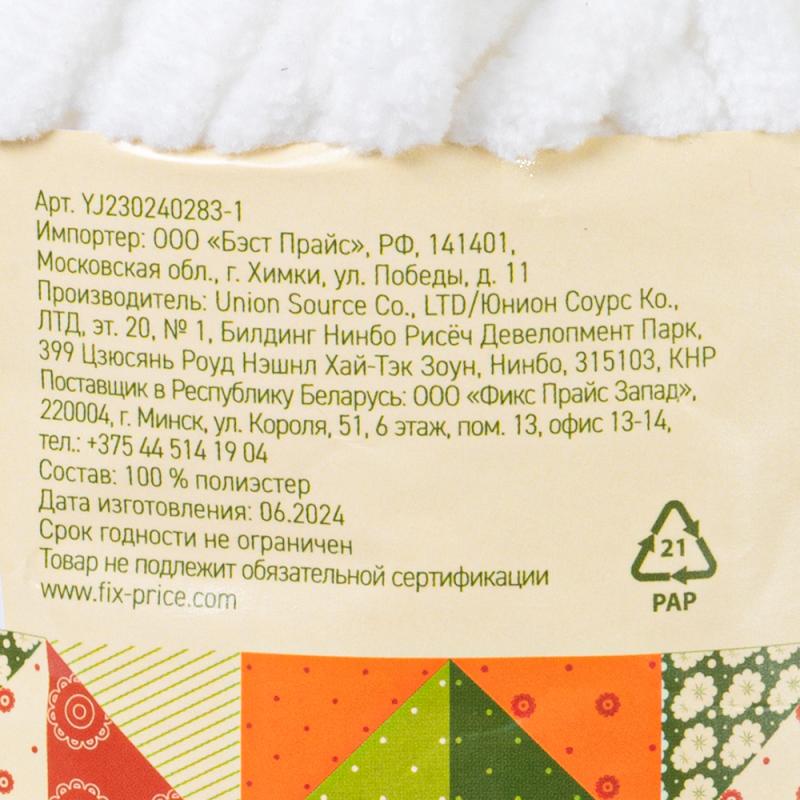 Арт. YJ230240283-1
Импортер: ООО «Бэст Прайс», РФ, 141401,
Московская обл., г. Химки, ул. Победы, д. 11
Производитель: Union Source Co., LTD/Юнион Соурс Ко.,
ЛТД, эт. 20, № 1, Билдинг Нинбо Рисёч Девелопмент Парк,
399 Цзюсянь Роуд Нэшнл Хай-Тэк Зоун, Нинбо, 315103, КНР
Поставщик в Республику Беларусь: ООО «Фикс Прайс Запад»,
220004, г. Минск, ул. Короля, 51, 6 этаж, пом. 13, офис 13-14,
тел.: +375 44 514 19 04
Состав: 100 % полиэстер
Дата изготовления: 06.2024
Срок годности не ограничен
Товар не подлежит обязательной сертификации
www.fix-price.com
21
PAP